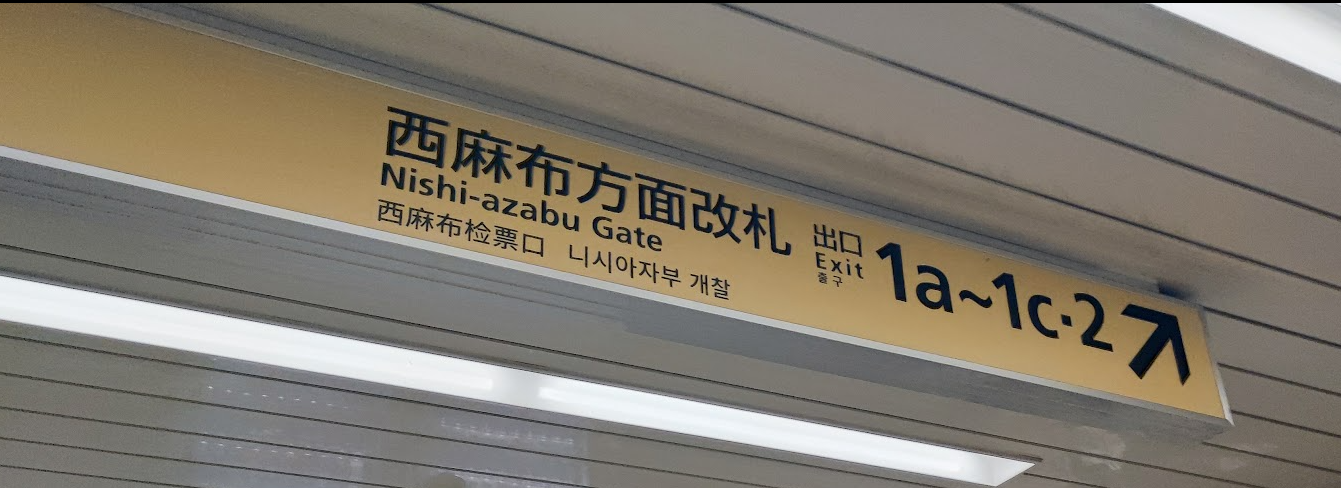 西麻布方面改札
Nishi-azabu Gate
西麻布检票口 니시아자부 개찰
出口
Exit
출구
1a~1c·2